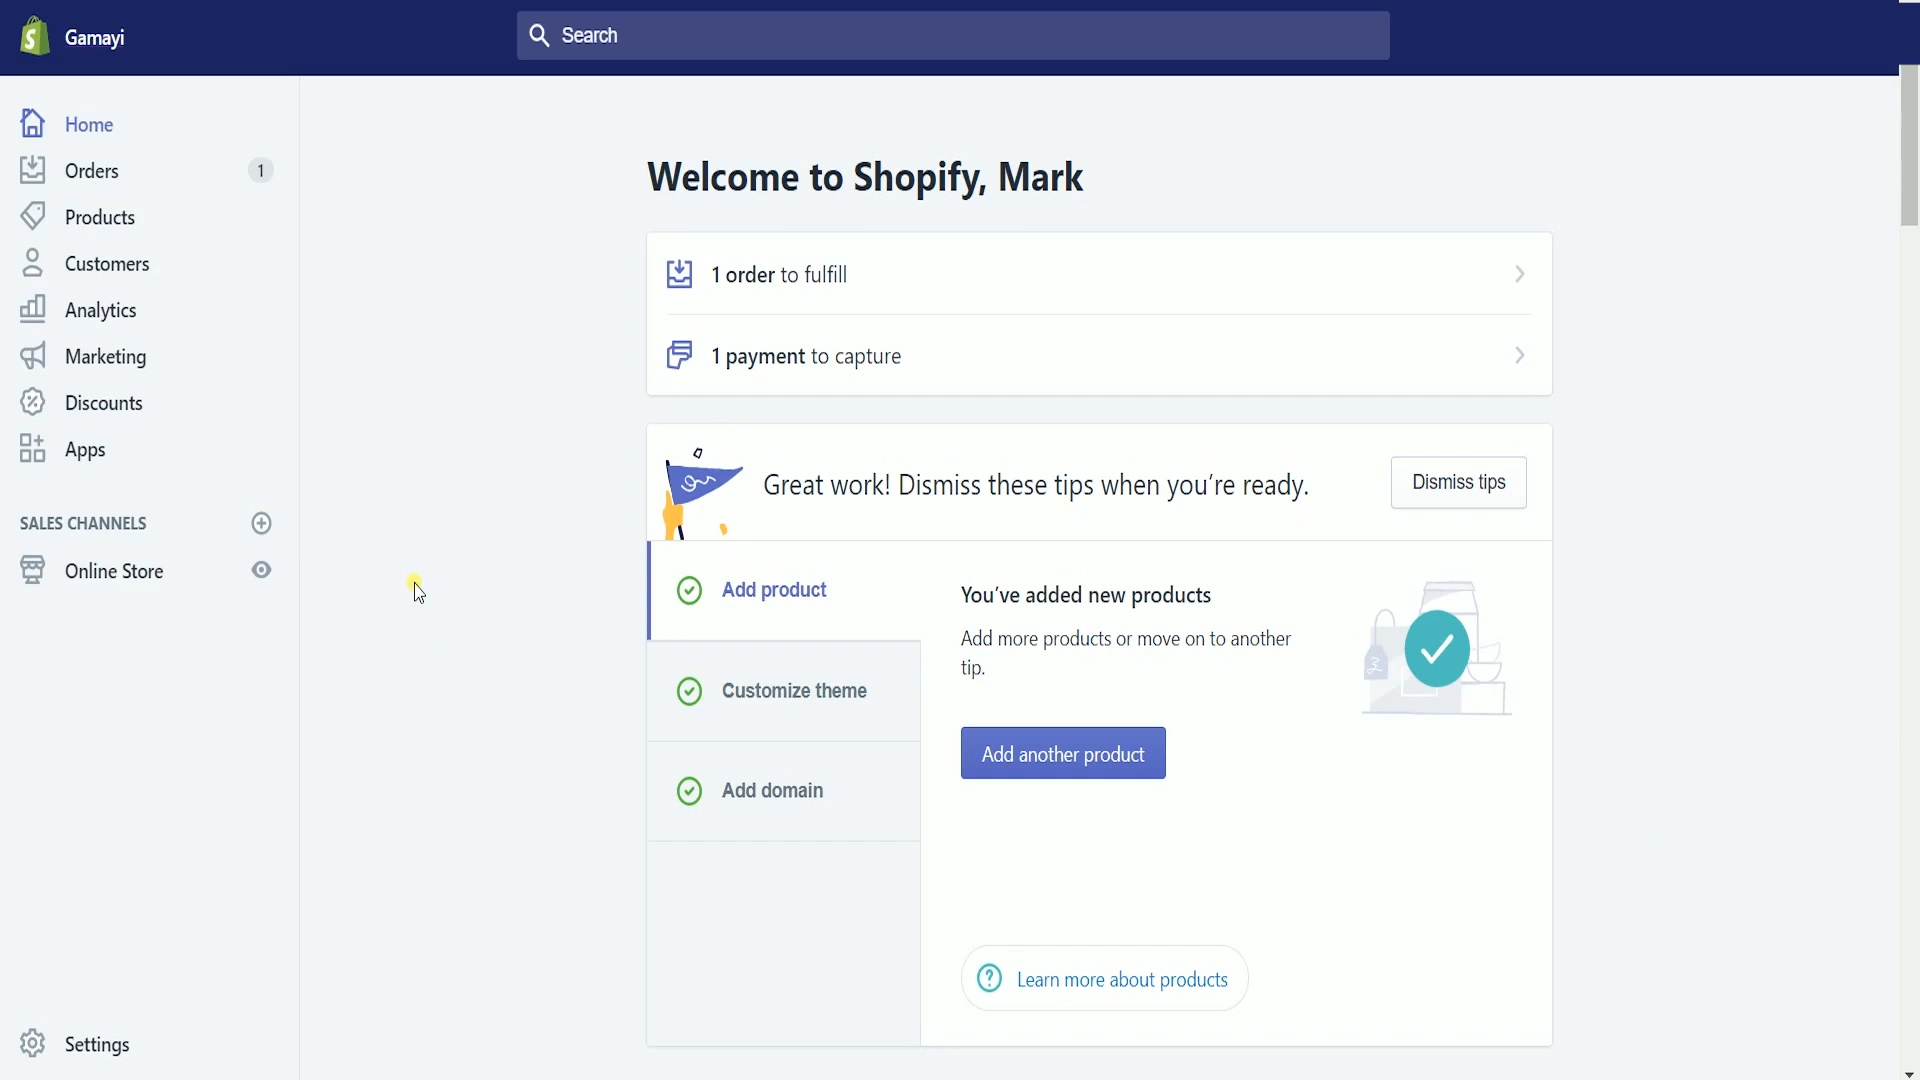 Gamayi
Search
Home
Orders 1
Products
Customers
Analytics
Marketing
Discounts
Apps
SALES CHANNELS
Online Store
Settings
Welcome to Shopify, Mark
1 order to fulfill
1 payment to capture
Great work! Dismiss these tips when you’re ready.
Dismiss tips
Add product
Customize theme
Add domain
You’ve added new products
Add more products or move on to another
tip.
Add another product
Learn more about products